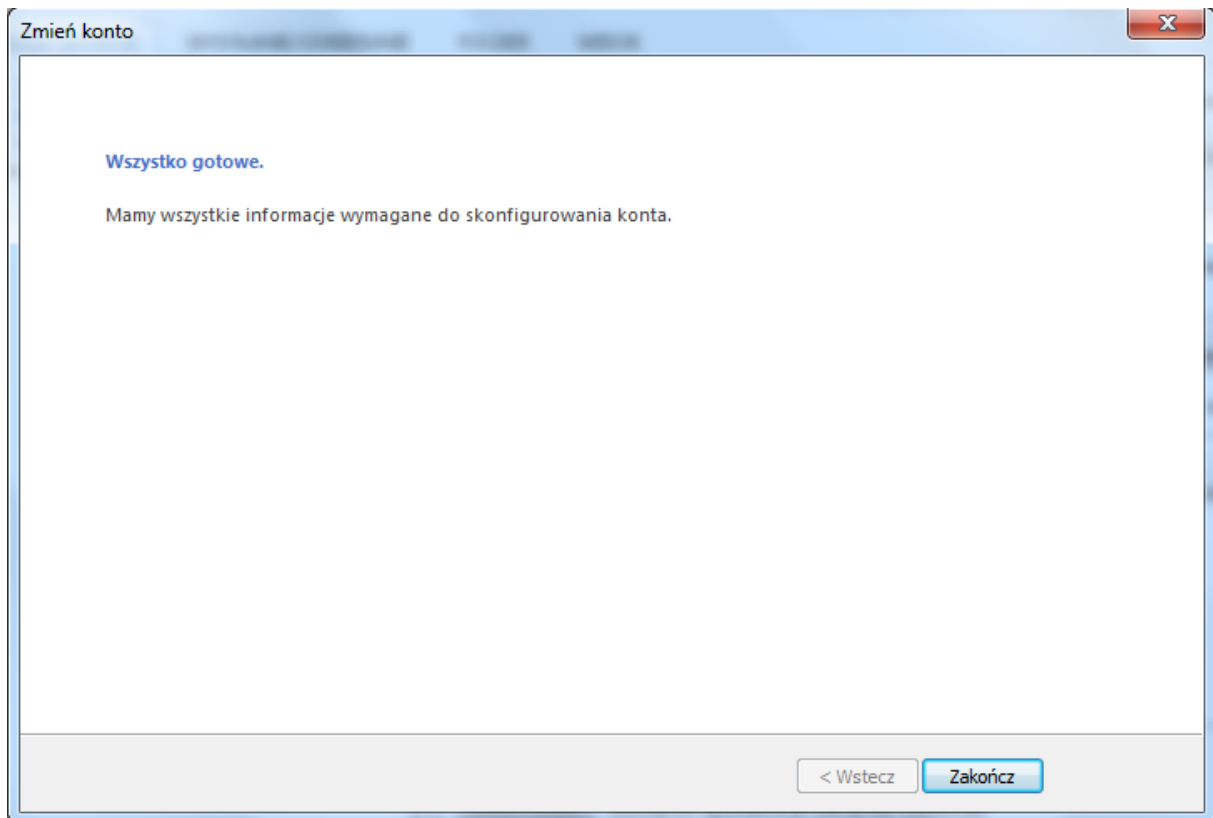 Zmień konto
Wszystko gotowe.
Mamy wszystkie informacje wymagane do skonfigurowania konta.
< Wstecz
Zakończ